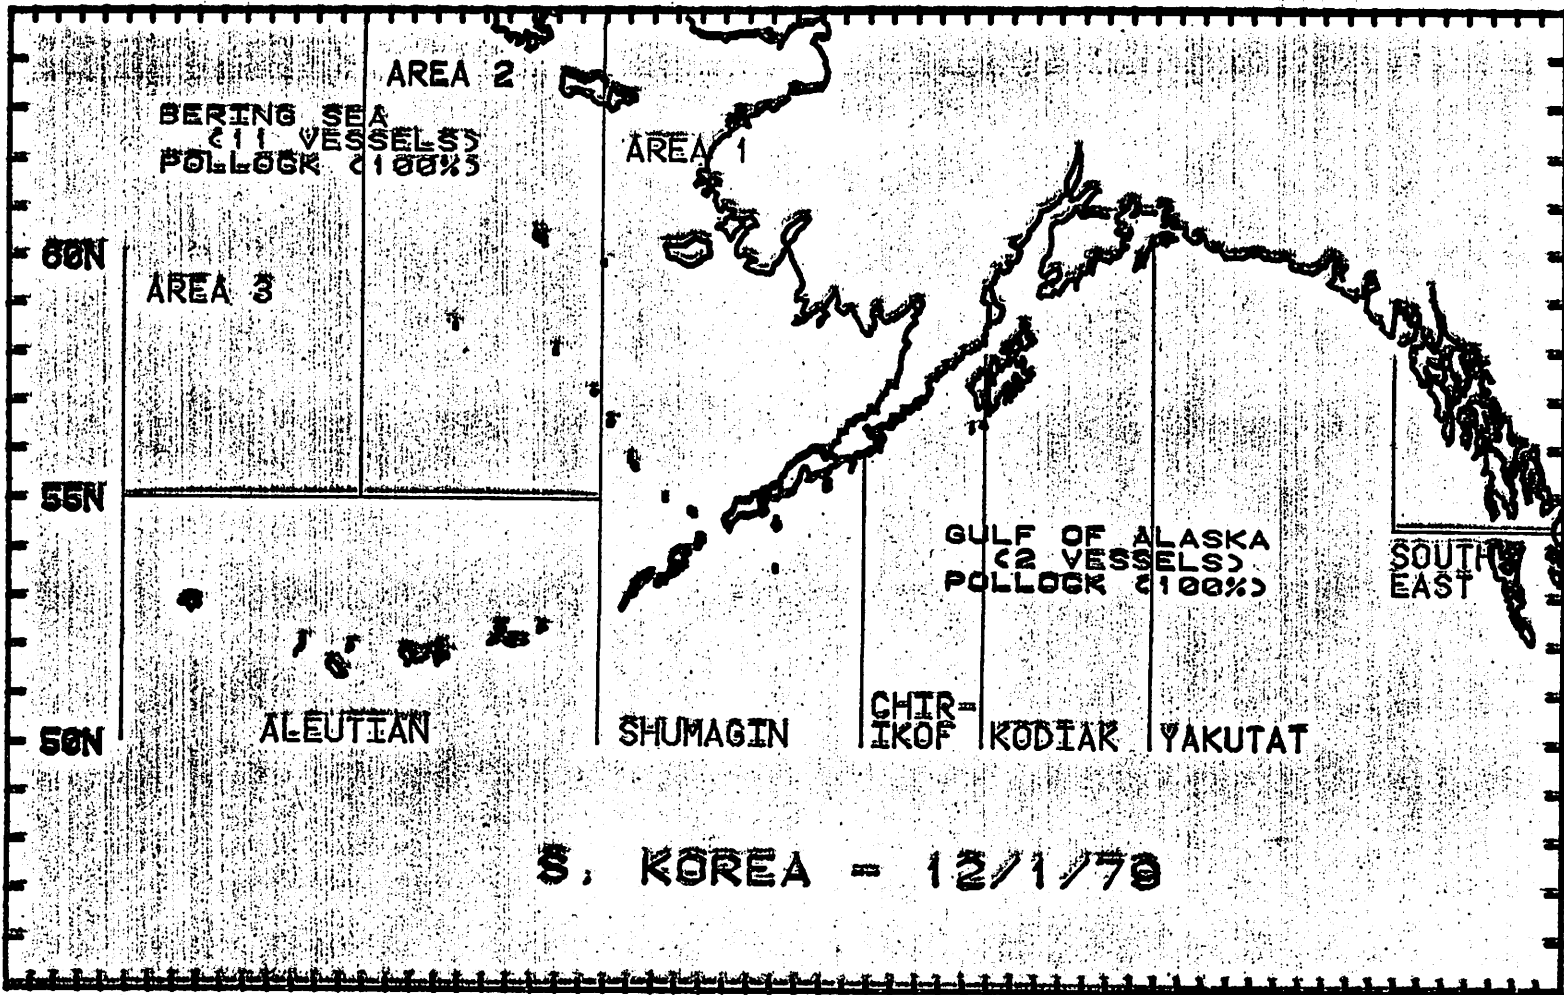 AREA 2
BERING SEA
(11 VESSELS)
POLLOCK (100%)
AREA 1
60N
AREA 3
55N
GULF OF ALASKA
(2 VESSELS)
POLLOCK (100%)
SOUTH
EAST
ALEUTIAN
SHUMAGIN
CHIR-
IKOF
KODIAK
YAKUTAT
50N
S. KOREA - 12/1/79